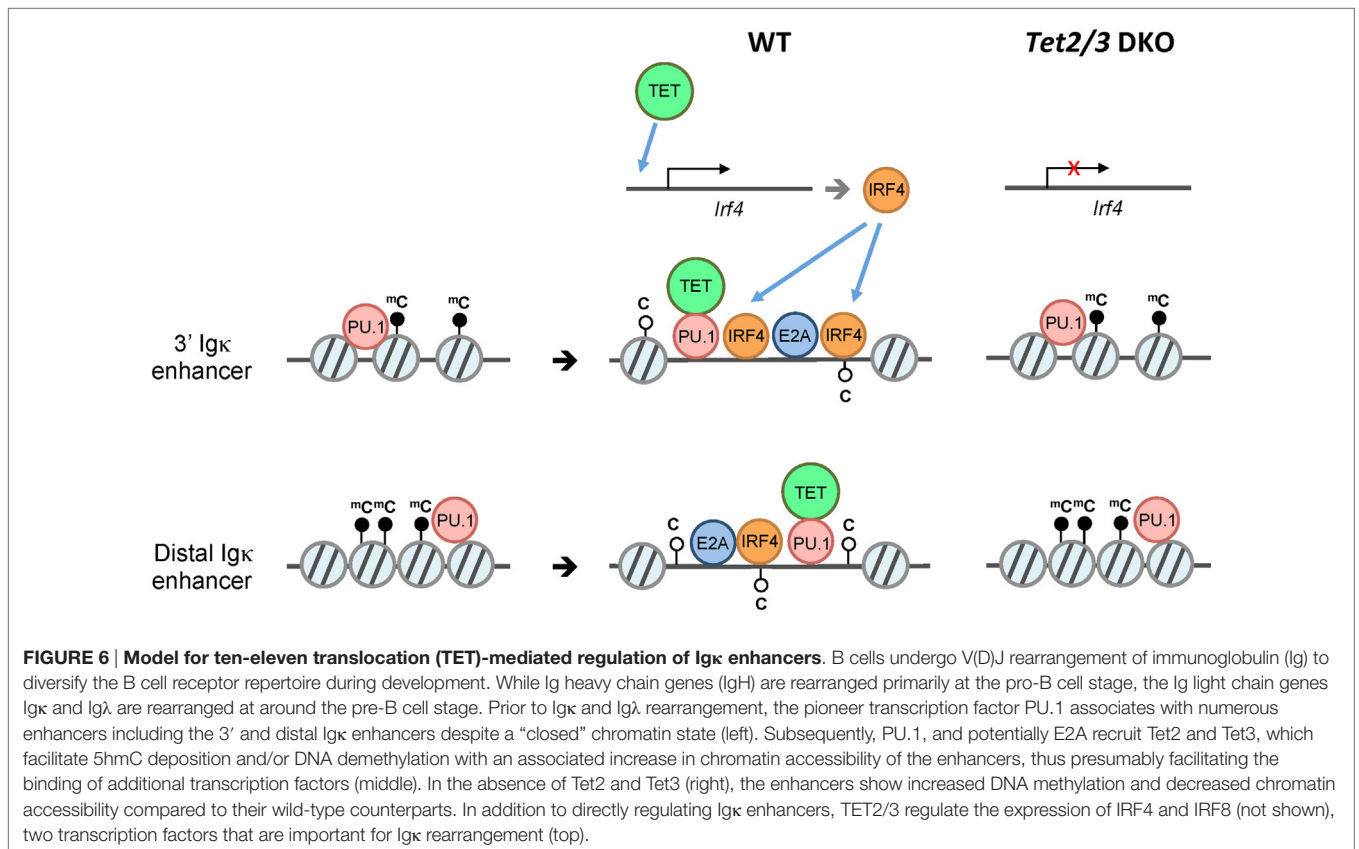 WT
Tet2/3 DKO
TET
Irf4
IRF4
X
Irf4
3' Igκ
enhancer
PU.1
mC
mC
C
TET
PU.1
IRF4
E2A
IRF4
C
PU.1
mC
mC
Distal Igκ
enhancer
mC
mC
mC
PU.1
C
E2A
IRF4
TET
PU.1
C
C
mC
mC
mC
PU.1
FIGURE 6 | Model for ten-eleven translocation (TET)-mediated regulation of Igκ enhancers. B cells undergo V(D)J rearrangement of immunoglobulin (Ig) to
diversify the B cell receptor repertoire during development. While Ig heavy chain genes (IgH) are rearranged primarily at the pro-B cell stage, the Ig light chain genes
Igκ and Igλ are rearranged at around the pre-B cell stage. Prior to Igκ and Igλ rearrangement, the pioneer transcription factor PU.1 associates with numerous
enhancers including the 3′ and distal Igκ enhancers despite a “closed” chromatin state (left). Subsequently, PU.1, and potentially E2A recruit Tet2 and Tet3, which
facilitate 5hmC deposition and/or DNA demethylation with an associated increase in chromatin accessibility of the enhancers, thus presumably facilitating the
binding of additional transcription factors (middle). In the absence of Tet2 and Tet3 (right), the enhancers show increased DNA methylation and decreased chromatin
accessibility compared to their wild-type counterparts. In addition to directly regulating Igκ enhancers, TET2/3 regulate the expression of IRF4 and IRF8 (not shown),
two transcription factors that are important for Igκ rearrangement (top).